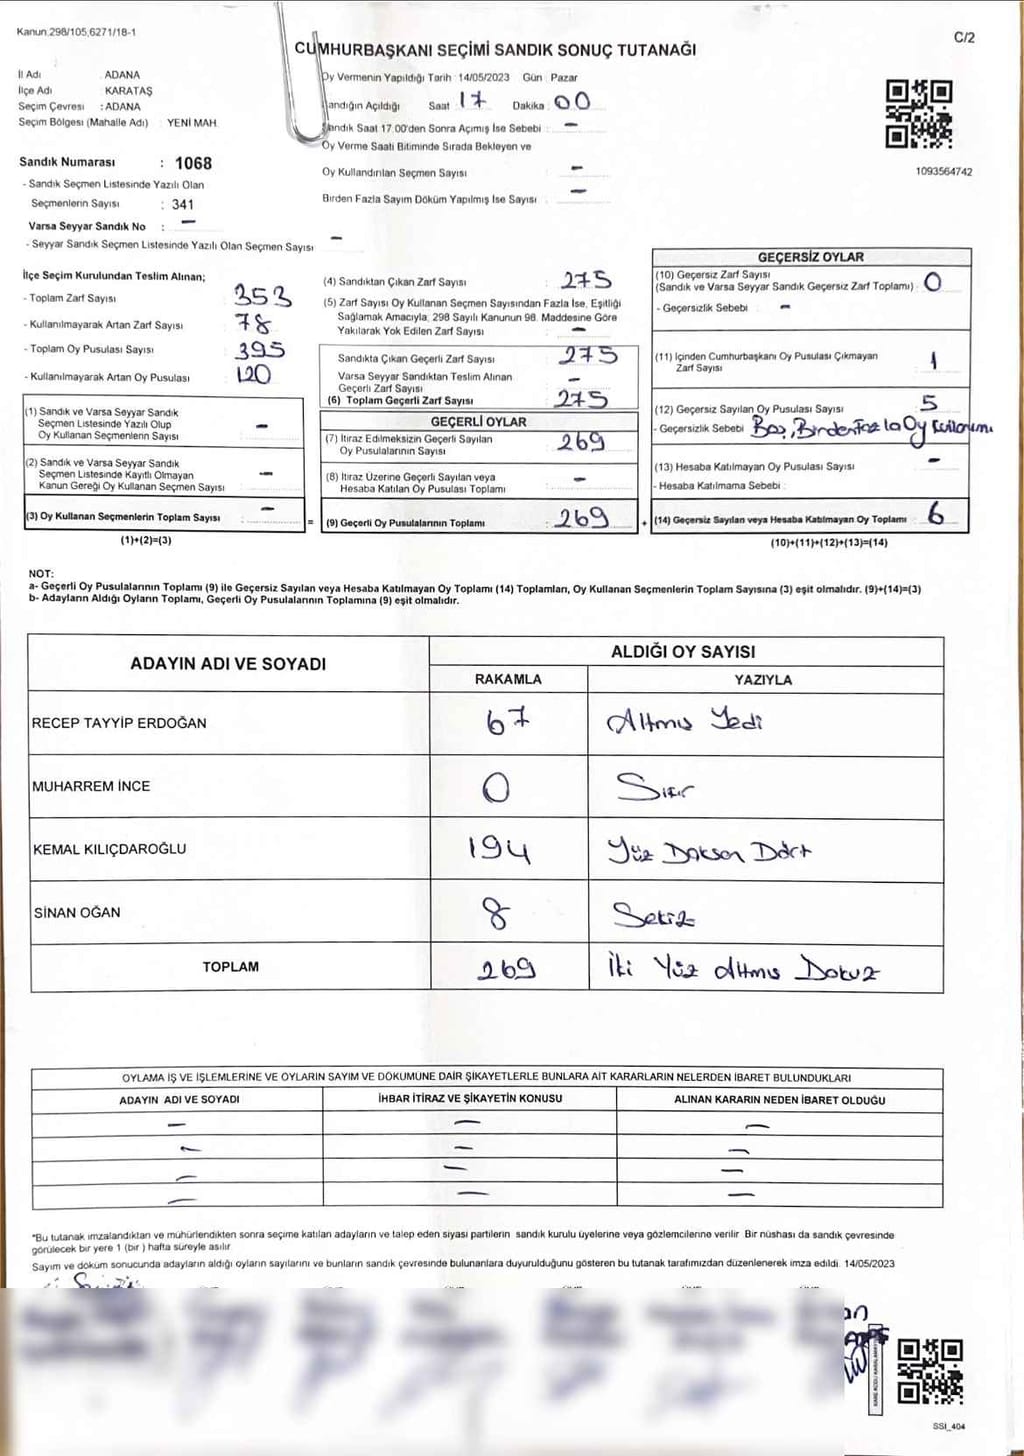 Kanun.298/105,6271/18-1
C/2
CUMHURBAŞKANI SEÇİMİ SANDIK SONUÇ TUTANAĞI
İl Adı : ADANA
İlçe Adı : KARATAŞ
Seçim Çevresi : ADANA
Seçim Bölgesi (Mahalle Adı) : YENİ MAH.
Oy Vermenin Yapıldığı Tarih : 14/05/2023 Gün : Pazar
Sandığın Açıldığı Saat : 17 Dakika : 00
Sandık Saat 17.00'den Sonra Açımış İse Sebebi : -
Oy Verme Saati Bitiminde Sırada Bekleyen ve
Oy Kullandırılan Seçmen Sayısı : -
Birden Fazla Sayım Döküm Yapılmış İse Sayısı : -
1093564742
Sandık Numarası : 1068
- Sandık Seçmen Listesinde Yazılı Olan
Seçmenlerin Sayısı : 341
Varsa Seyyar Sandık No : -
- Seyyar Sandık Seçmen Listesinde Yazılı Olan Seçmen Sayısı : -
İlçe Seçim Kurulundan Teslim Alınan;
- Toplam Zarf Sayısı : 353
- Kullanılmayarak Artan Zarf Sayısı : 78
- Toplam Oy Pusulası Sayısı : 395
- Kullanılmayarak Artan Oy Pusulası : 120
(1) Sandık ve Varsa Seyyar Sandık
Seçmen Listesinde Yazılı Olup
Oy Kullanan Seçmenlerin Sayısı : -
(2) Sandık ve Varsa Seyyar Sandık
Seçmen Listesinde Kayıtlı Olmayan
Kanun Gereği Oy Kullanan Seçmen Sayısı : -
(3) Oy Kullanan Seçmenlerin Toplam Sayısı : -
(1)+(2)=(3)
(4) Sandıktan Çıkan Zarf Sayısı : 275
(5) Zarf Sayısı Oy Kullanan Seçmen Sayısından Fazla İse, Eşitliği
Sağlamak Amacıyla, 298 Sayılı Kanunun 98. Maddesine Göre
Yakılarak Yok Edilen Zarf Sayısı : -
Sandıkta Çıkan Geçerli Zarf Sayısı : 275
Varsa Seyyar Sandıktan Teslim Alınan
Geçerli Zarf Sayısı : -
(6) Toplam Geçerli Zarf Sayısı : 275
GEÇERLİ OYLAR
(7) İtiraz Edilmeksizin Geçerli Sayılan
Oy Pusulalarının Sayısı : 269
(8) İtiraz Üzerine Geçerli Sayılan veya
Hesaba Katılan Oy Pusulası Toplamı : -
= (9) Geçerli Oy Pusulalarının Toplamı : 269
GEÇERSİZ OYLAR
(10) Geçersiz Zarf Sayısı
(Sandık ve Varsa Seyyar Sandık Geçersiz Zarf Toplamı) : 0
- Geçersizlik Sebebi : -
(11) İçinden Cumhurbaşkanı Oy Pusulası Çıkmayan
Zarf Sayısı : 1
(12) Geçersiz Sayılan Oy Pusulası Sayısı : 5
- Geçersizlik Sebebi : Boş, Birden Fazla Oy Kullanımı
(13) Hesaba Katılmayan Oy Pusulası Sayısı : -
- Hesaba Katılmama Sebebi :
+ (14) Geçersiz Sayılan veya Hesaba Katılmayan Oy Toplamı : 6
(10)+(11)+(12)+(13)=(14)
NOT:
a- Geçerli Oy Pusulalarının Toplamı (9) ile Geçersiz Sayılan veya Hesaba Katılmayan Oy Toplamı (14) Toplamları, Oy Kullanan Seçmenlerin Toplam Sayısına (3) eşit olmalıdır. (9)+(14)=(3)
b- Adayların Aldığı Oyların Toplamı, Geçerli Oy Pusulalarının Toplamına (9) eşit olmalıdır.
ADAYIN ADI VE SOYADI ALDIĞI OY SAYISI
RAKAMLA YAZIYLA
RECEP TAYYİP ERDOĞAN 67 Altmış Yedi
MUHARREM İNCE 0 Sıfır
KEMAL KILIÇDAROĞLU 194 Yüz Doksan Dört
SİNAN OĞAN 8 Sekiz
TOPLAM 269 İki Yüz Altmış Dokuz
OYLAMA İŞ VE İŞLEMLERİNE VE OYLARIN SAYIM VE DÖKÜMÜNE DAİR ŞİKAYETLERLE BUNLARA AİT KARARLARIN NELERDEN İBARET BULUNDUKLARI
ADAYIN ADI VE SOYADI İHBAR İTİRAZ VE ŞİKAYETİN KONUSU ALINAN KARARIN NEDEN İBARET OLDUĞU
- - -
- - -
- - -
- - -
*Bu tutanak imzalandıktan ve mühürlendikten sonra seçime katılan adayların ve talep eden siyasi partilerin sandık kurulu üyelerine veya gözlemcilerine verilir. Bir nüshası da sandık çevresinde
görülecek bir yere 1 (bir) hafta süreyle asılır.
Sayım ve döküm sonucunda adayların aldığı oyların sayılarını ve bunların sandık çevresinde bulunanlara duyurulduğunu gösteren bu tutanak tarafımızdan düzenlenerek imza edildi. 14/05/2023
SSI_404